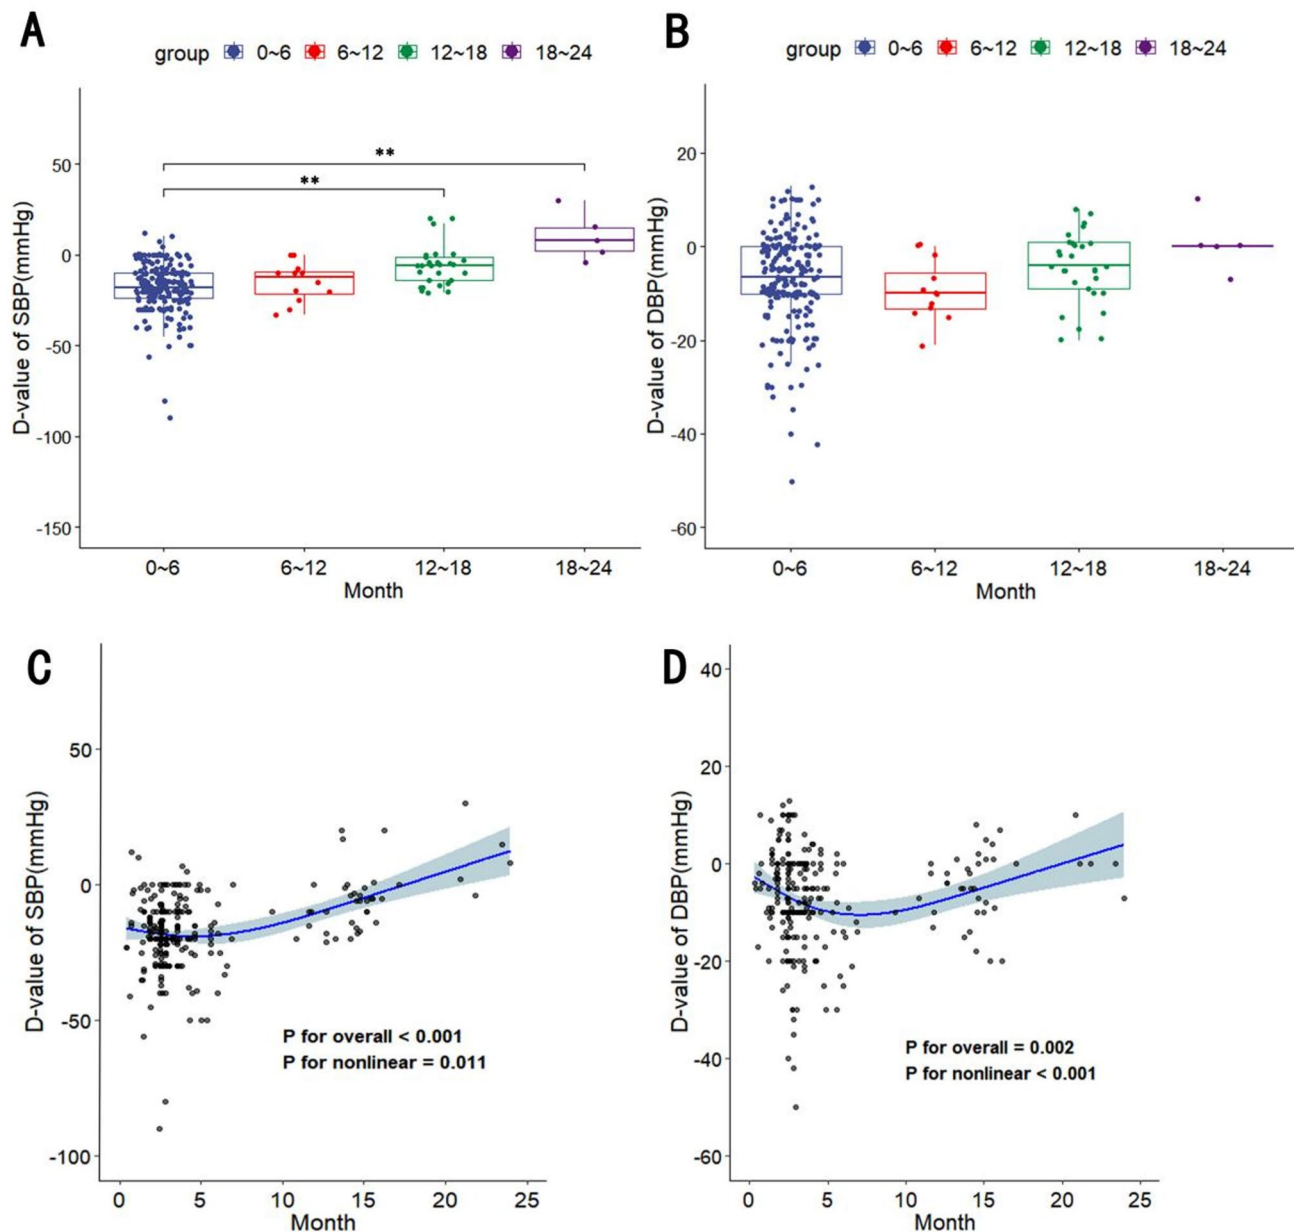 A
group 0~6 6~12 12~18 18~24
D-value of SBP(mmHg)
50
0
-50
-100
-150
**
**
0~6 6~12 12~18 18~24
Month
B
group 0~6 6~12 12~18 18~24
D-value of DBP(mmHg)
20
0
-20
-40
-60
0~6 6~12 12~18 18~24
Month
C
D-value of SBP(mmHg)
50
0
-50
-100
P for overall < 0.001
P for nonlinear = 0.011
0 5 10 15 20 25
Month
D
D-value of DBP(mmHg)
40
20
0
-20
-40
-60
P for overall = 0.002
P for nonlinear < 0.001
0 5 10 15 20 25
Month